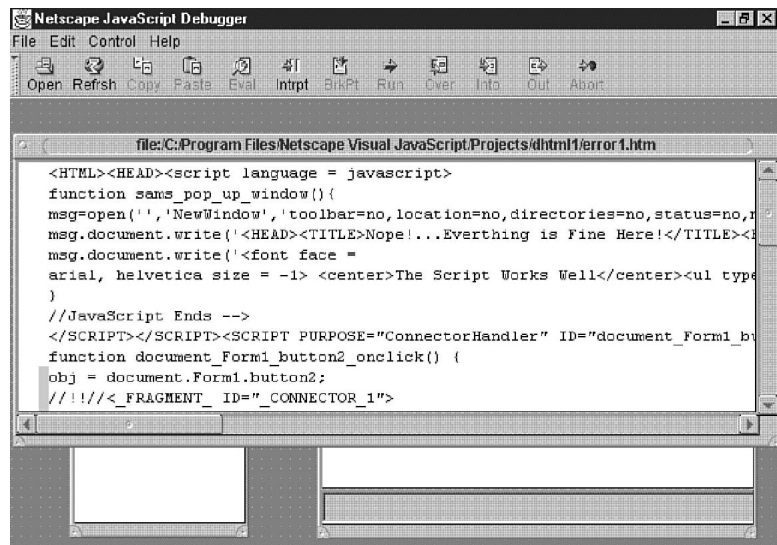 Netscape JavaScript Debugger
File Edit Control Help
Open Refrsh Copy Paste Eval Intrpt BrkPt Run Over Into Out Abort
file:/C:/Program Files/Netscape Visual JavaScript/Projects/dhtml1/error1.htm
<HTML><HEAD><script language = javascript>
function sams_pop_up_window(){
msg=open('','NewWindow','toolbar=no,location=no,directories=no,status=no,
msg.document.write('<HEAD><TITLE>Nope!...Everthing is Fine Here!</TITLE><
msg.document.write('<font face =
arial, helvetica size = -1> <center>The Script Works Well</center><ul type
}
//JavaScript Ends -->
</SCRIPT></SCRIPT><SCRIPT PURPOSE="ConnectorHandler" ID="document_Form1_bu
function document_Form1_button2_onclick() {
obj = document.Form1.button2;
//!!//<_FRAGMENT_ ID="_CONNECTOR_1">